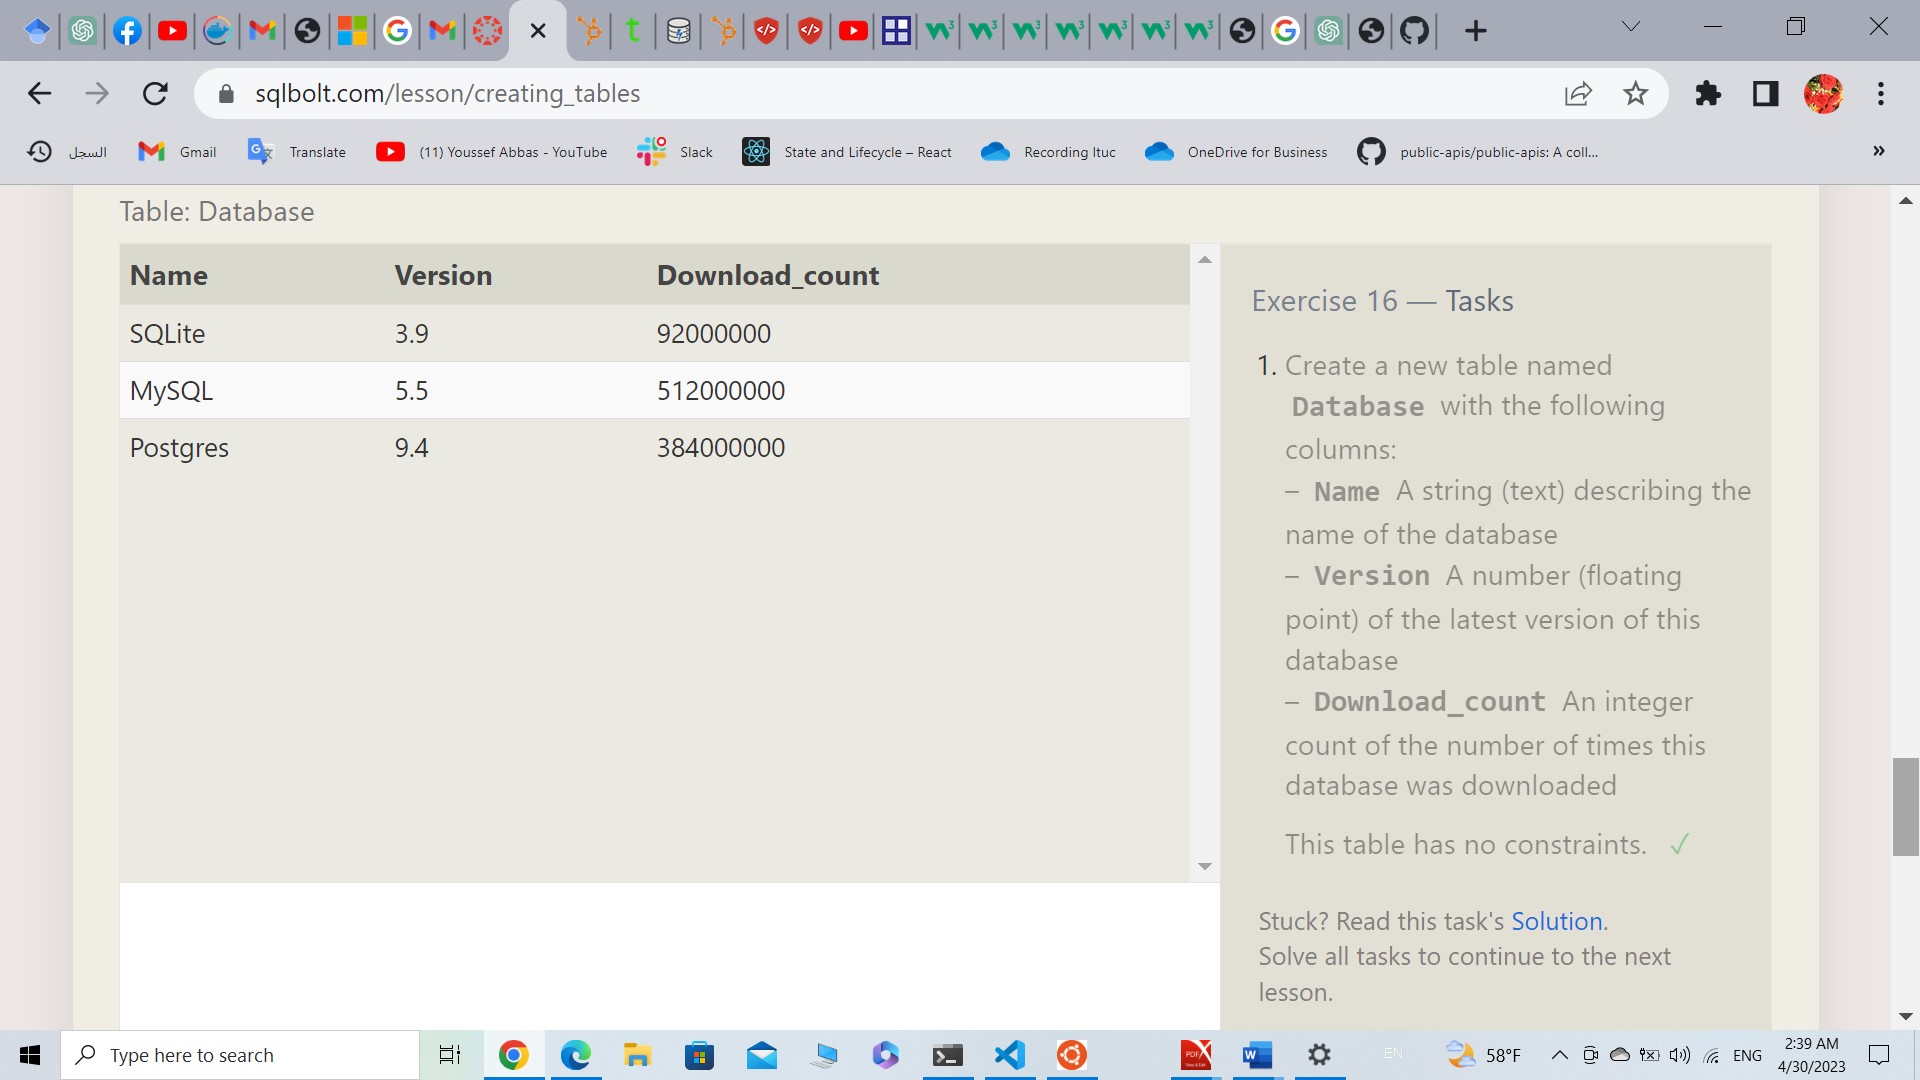 sqlbolt.com/lesson/creating_tables
السجل
Gmail
Translate
(11) Youssef Abbas - YouTube
Slack
State and Lifecycle – React
Recording Ituc
OneDrive for Business
public-apis/public-apis: A coll...
»
Table: Database
Name Version Download_count
SQLite 3.9 92000000
MySQL 5.5 512000000
Postgres 9.4 384000000
Exercise 16 — Tasks
1. Create a new table named
Database with the following
columns:
– Name A string (text) describing the
name of the database
– Version A number (floating
point) of the latest version of this
database
– Download_count An integer
count of the number of times this
database was downloaded
This table has no constraints. ✓
Stuck? Read this task's Solution.
Solve all tasks to continue to the next
lesson.
Type here to search
EN
58°F
ENG
2:39 AM
4/30/2023